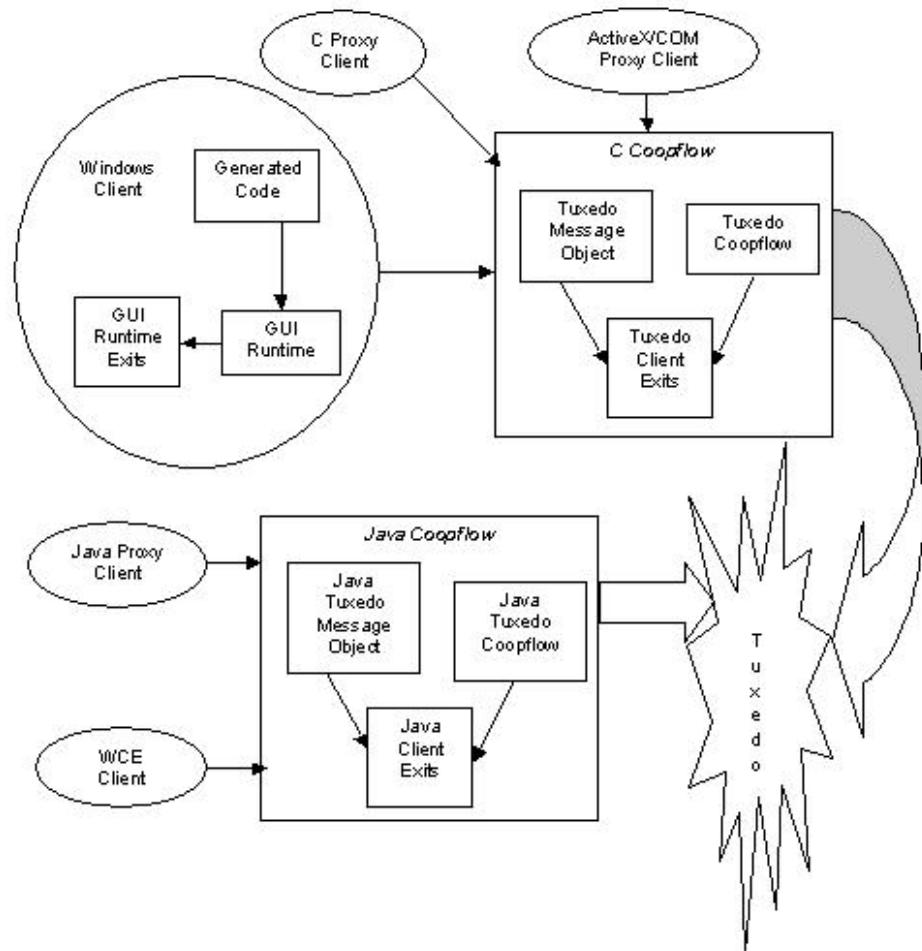 C Proxy
Client
ActiveX/COM
Proxy Client
Windows
Client
Generated
Code
GUI
Runtime
Exits
GUI
Runtime
C Coopflow
Tuxedo
Message
Object
Tuxedo
Coopflow
Tuxedo
Client
Exits
Java Proxy
Client
WCE
Client
Java Coopflow
Java
Tuxedo
Message
Object
Java
Tuxedo
Coopflow
Java
Client
Exits
Tuxedo